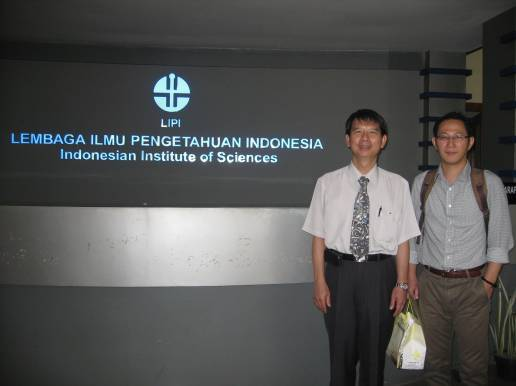 LIPI
LEMBAGA ILMU PENGETAHUAN INDONESIA
Indonesian Institute of Sciences